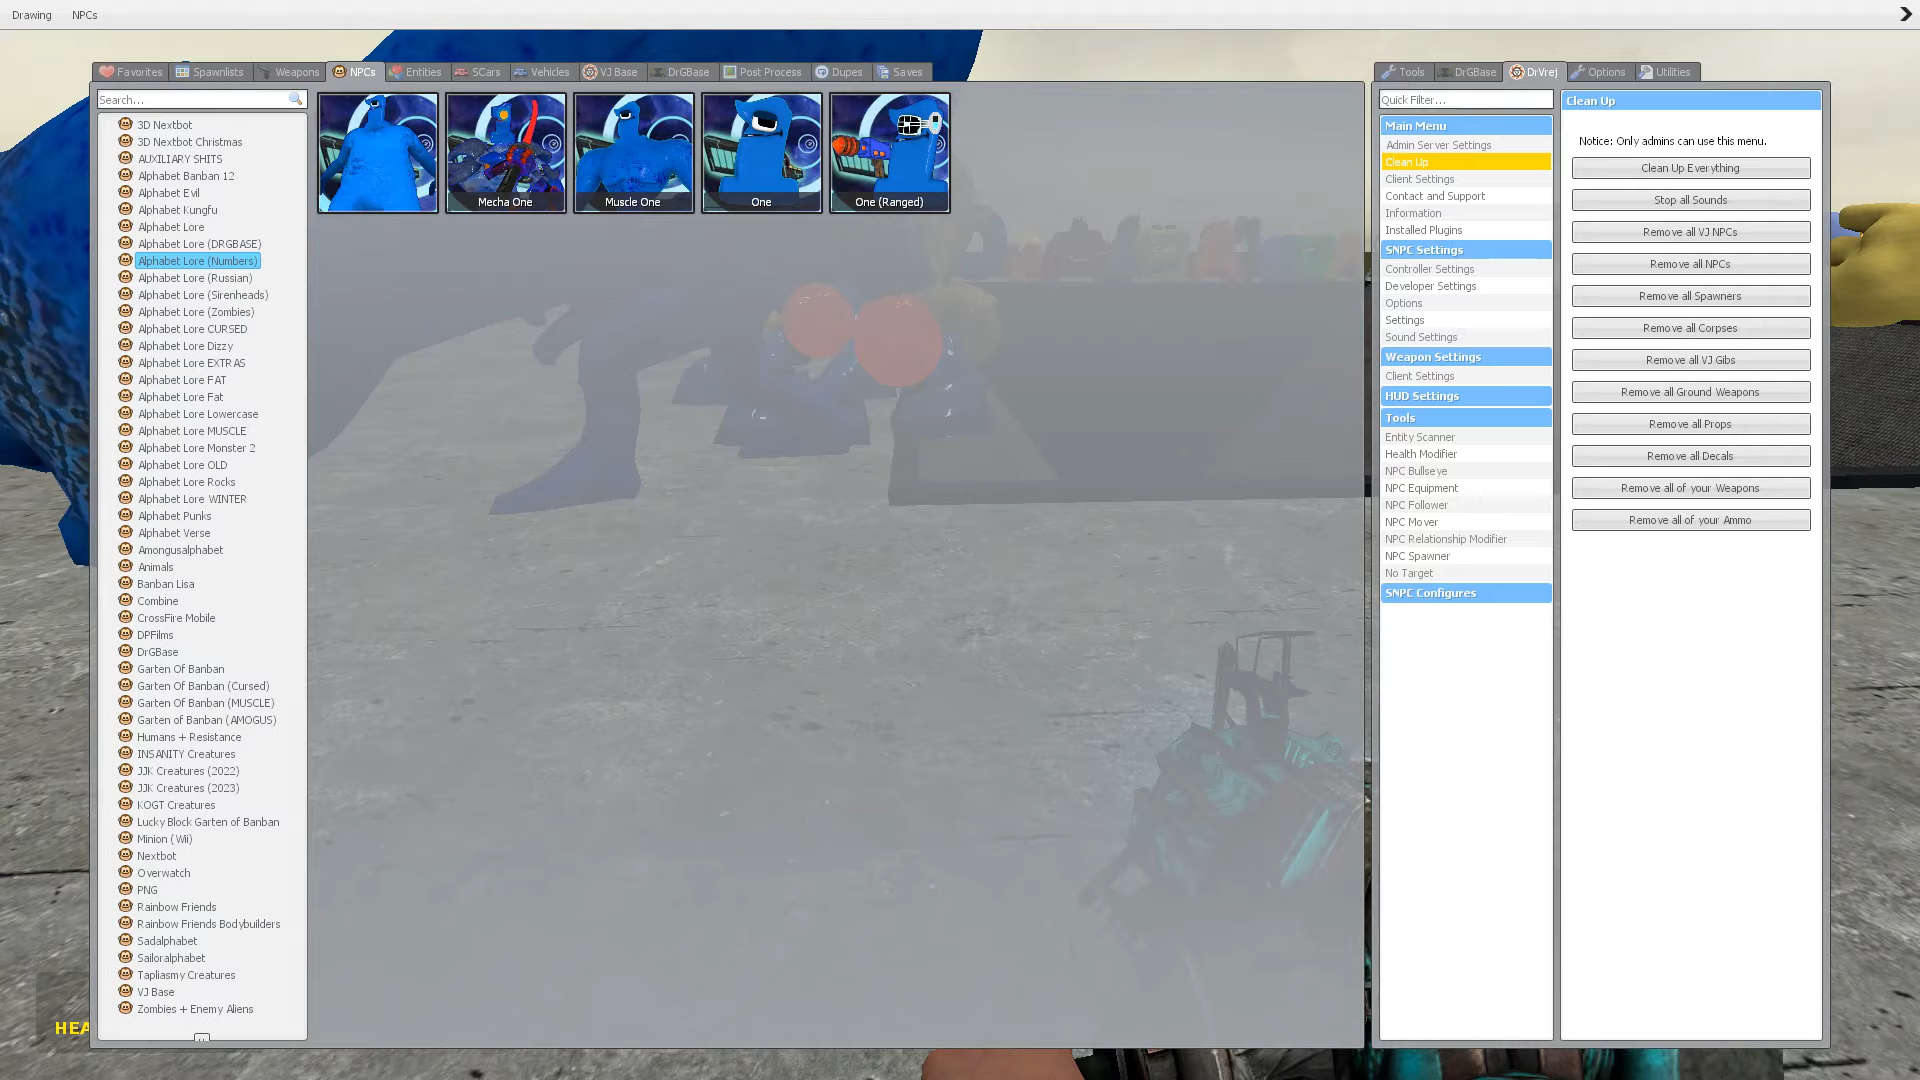 Drawing NPCs
Favorites Spawnlists Weapons NPCs Entities SCars Vehicles VJ Base DrGBase Post Process Dupes Saves
Search...
3D Nextbot
3D Nextbot Christmas
AUXILIARY SHITS
Alphabet Banban 12
Alphabet Evil
Alphabet Kungfu
Alphabet Lore
Alphabet Lore (DRGBASE)
Alphabet Lore (Numbers)
Alphabet Lore (Russian)
Alphabet Lore (Sirenheads)
Alphabet Lore (Zombies)
Alphabet Lore CURSED
Alphabet Lore Dizzy
Alphabet Lore EXTRAS
Alphabet Lore FAT
Alphabet Lore Fat
Alphabet Lore Lowercase
Alphabet Lore MUSCLE
Alphabet Lore Monster 2
Alphabet Lore OLD
Alphabet Lore Rocks
Alphabet Lore WINTER
Alphabet Punks
Alphabet Verse
Amongusalphabet
Animals
Banban Lisa
Combine
CrossFire Mobile
DPFilms
DrGBase
Garten Of Banban
Garten Of Banban (Cursed)
Garten Of Banban (MUSCLE)
Garten of Banban (AMOGUS)
Humans + Resistance
INSANITY Creatures
JJK Creatures (2022)
JJK Creatures (2023)
KOGT Creatures
Lucky Block Garten of Banban
Minion (Wii)
Nextbot
Overwatch
PNG
Rainbow Friends
Rainbow Friends Bodybuilders
Sadalphabet
Sailoralphabet
Tapliasmy Creatures
VJ Base
Zombies + Enemy Aliens
HEA
Mecha One
Muscle One
One
One (Ranged)
Tools DrGBase DrVrej Options Utilities
Quick Filter...
Main Menu
Admin Server Settings
Clean Up
Client Settings
Contact and Support
Information
Installed Plugins
SNPC Settings
Controller Settings
Developer Settings
Options
Settings
Sound Settings
Weapon Settings
Client Settings
HUD Settings
Tools
Entity Scanner
Health Modifier
NPC Bullseye
NPC Equipment
NPC Follower
NPC Mover
NPC Relationship Modifier
NPC Spawner
No Target
SNPC Configures
Clean Up
Notice: Only admins can use this menu.
Clean Up Everything
Stop all Sounds
Remove all VJ NPCs
Remove all NPCs
Remove all Spawners
Remove all Corpses
Remove all VJ Gibs
Remove all Ground Weapons
Remove all Props
Remove all Decals
Remove all of your Weapons
Remove all of your Ammo